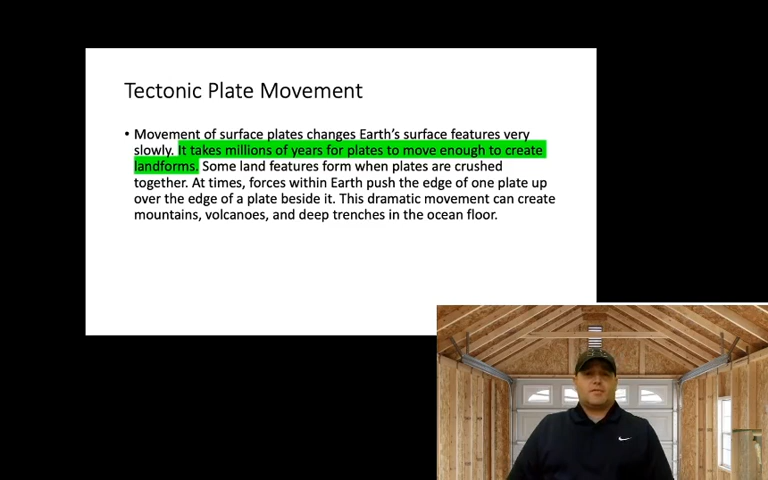 Tectonic Plate Movement
• Movement of surface plates changes Earth's surface features very
slowly. It takes millions of years for plates to move enough to create
landforms. Some land features form when plates are crushed
together. At times, forces within Earth push the edge of one plate up
over the edge of a plate beside it. This dramatic movement can create
mountains, volcanoes, and deep trenches in the ocean floor.